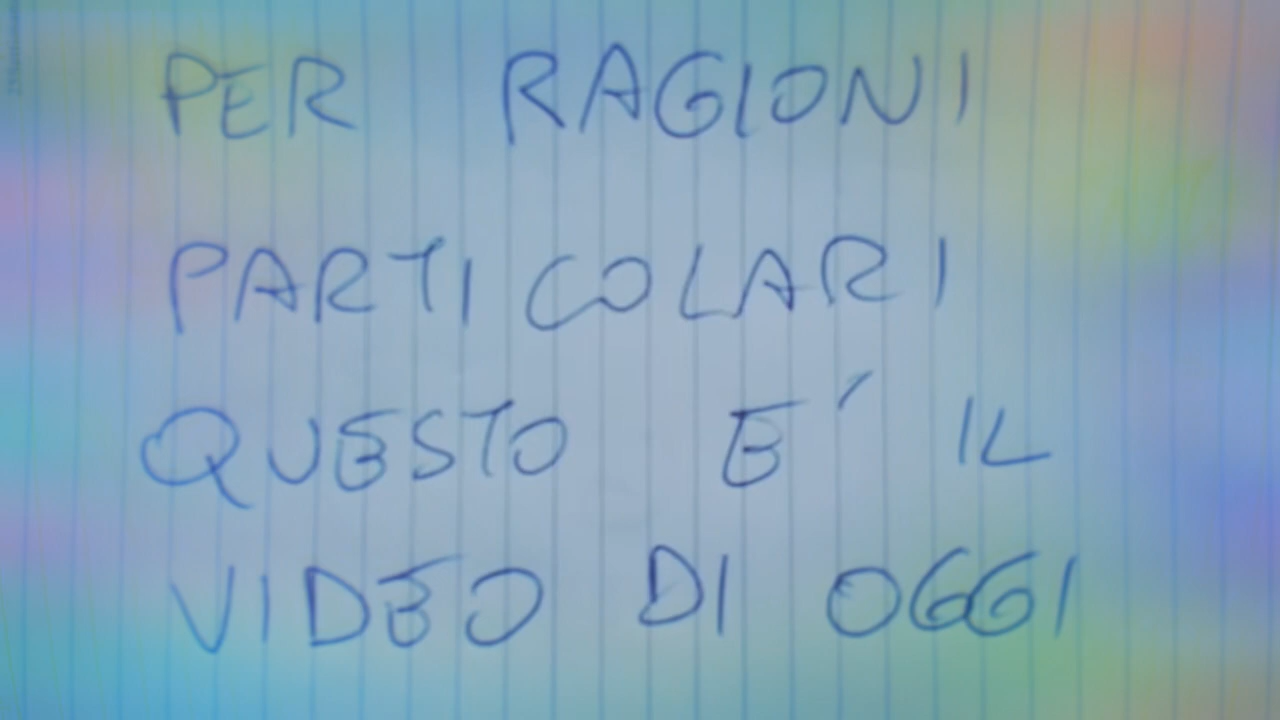 PER RAGIONI
PARTICOLARI
QUESTO E' IL
VIDEO DI OGGI